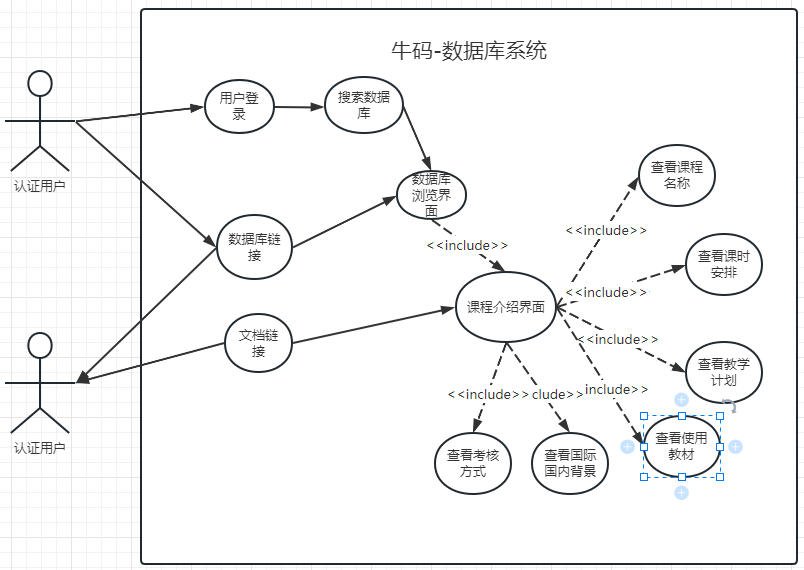 牛码-数据库系统
用户登
录
搜索数据
库
认证用户
数据库
浏览界
面
查看课程
名称
数据库链
接
<<include>>
<<include>>
查看课时
安排
<<include>>
课程介绍界面
文档链
接
<<include>>
查看教学
计划
认证用户
<<include>>
clude>>
include>>
查看使用
教材
查看考核
方式
查看国际
国内背景